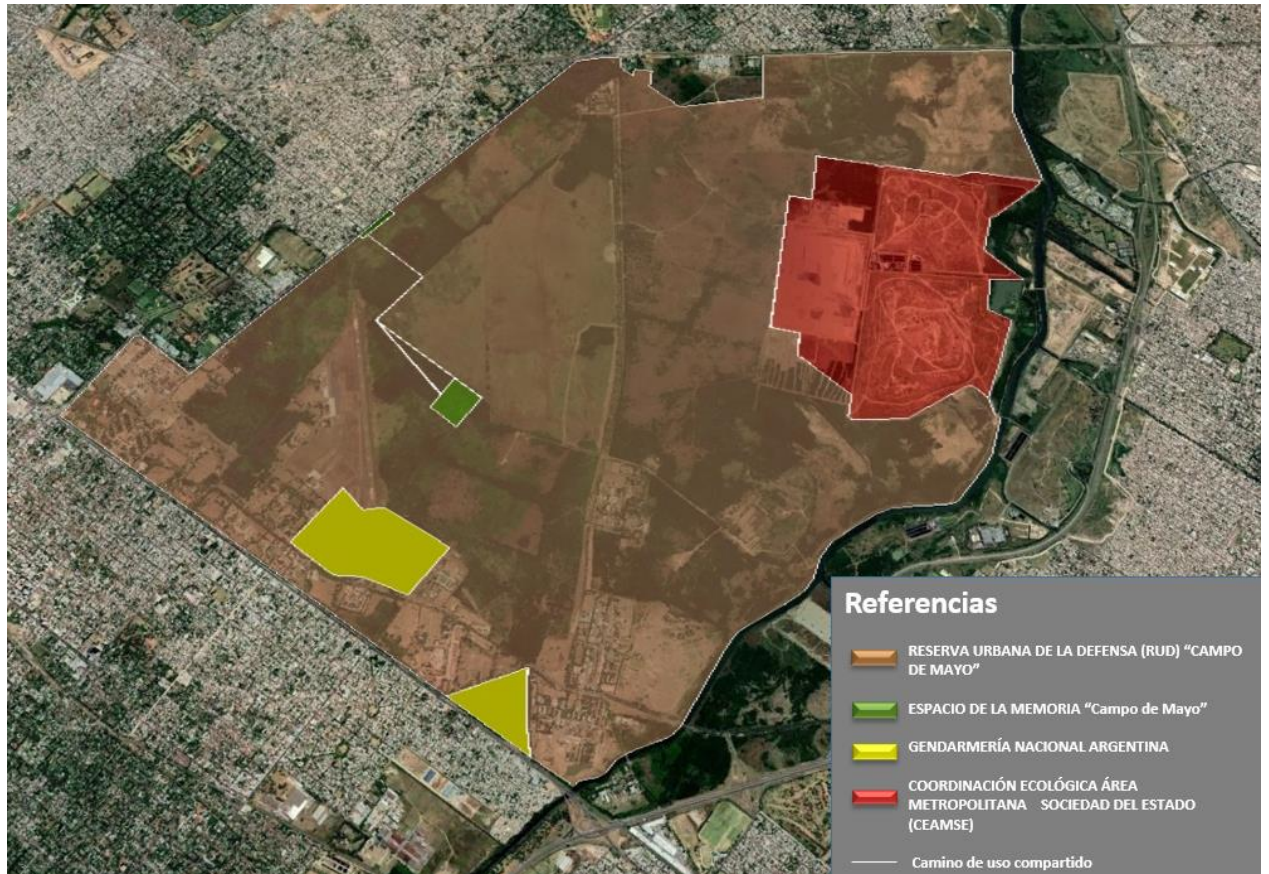 Referencias
RESERVA URBANA DE LA DEFENSA (RUD) “CAMPO
DE MAYO”
ESPACIO DE LA MEMORIA “Campo de Mayo”
GENDARMERÍA NACIONAL ARGENTINA
COORDINACIÓN ECOLÓGICA ÁREA
METROPOLITANA SOCIEDAD DEL ESTADO
(CEAMSE)
Camino de uso compartido